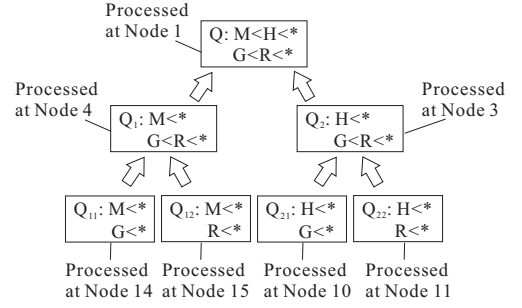 Processed
at Node 1
Q: M<H<*
G<R<*
Processed
at Node 4
Q1: M<*
G<R<*
Q2: H<*
G<R<*
Processed
at Node 3
Q11: M<*
G<*
Q12: M<*
R<*
Q21: H<*
G<*
Q22: H<*
R<*
Processed
at Node 14
Processed
at Node 15
Processed
at Node 10
Processed
at Node 11